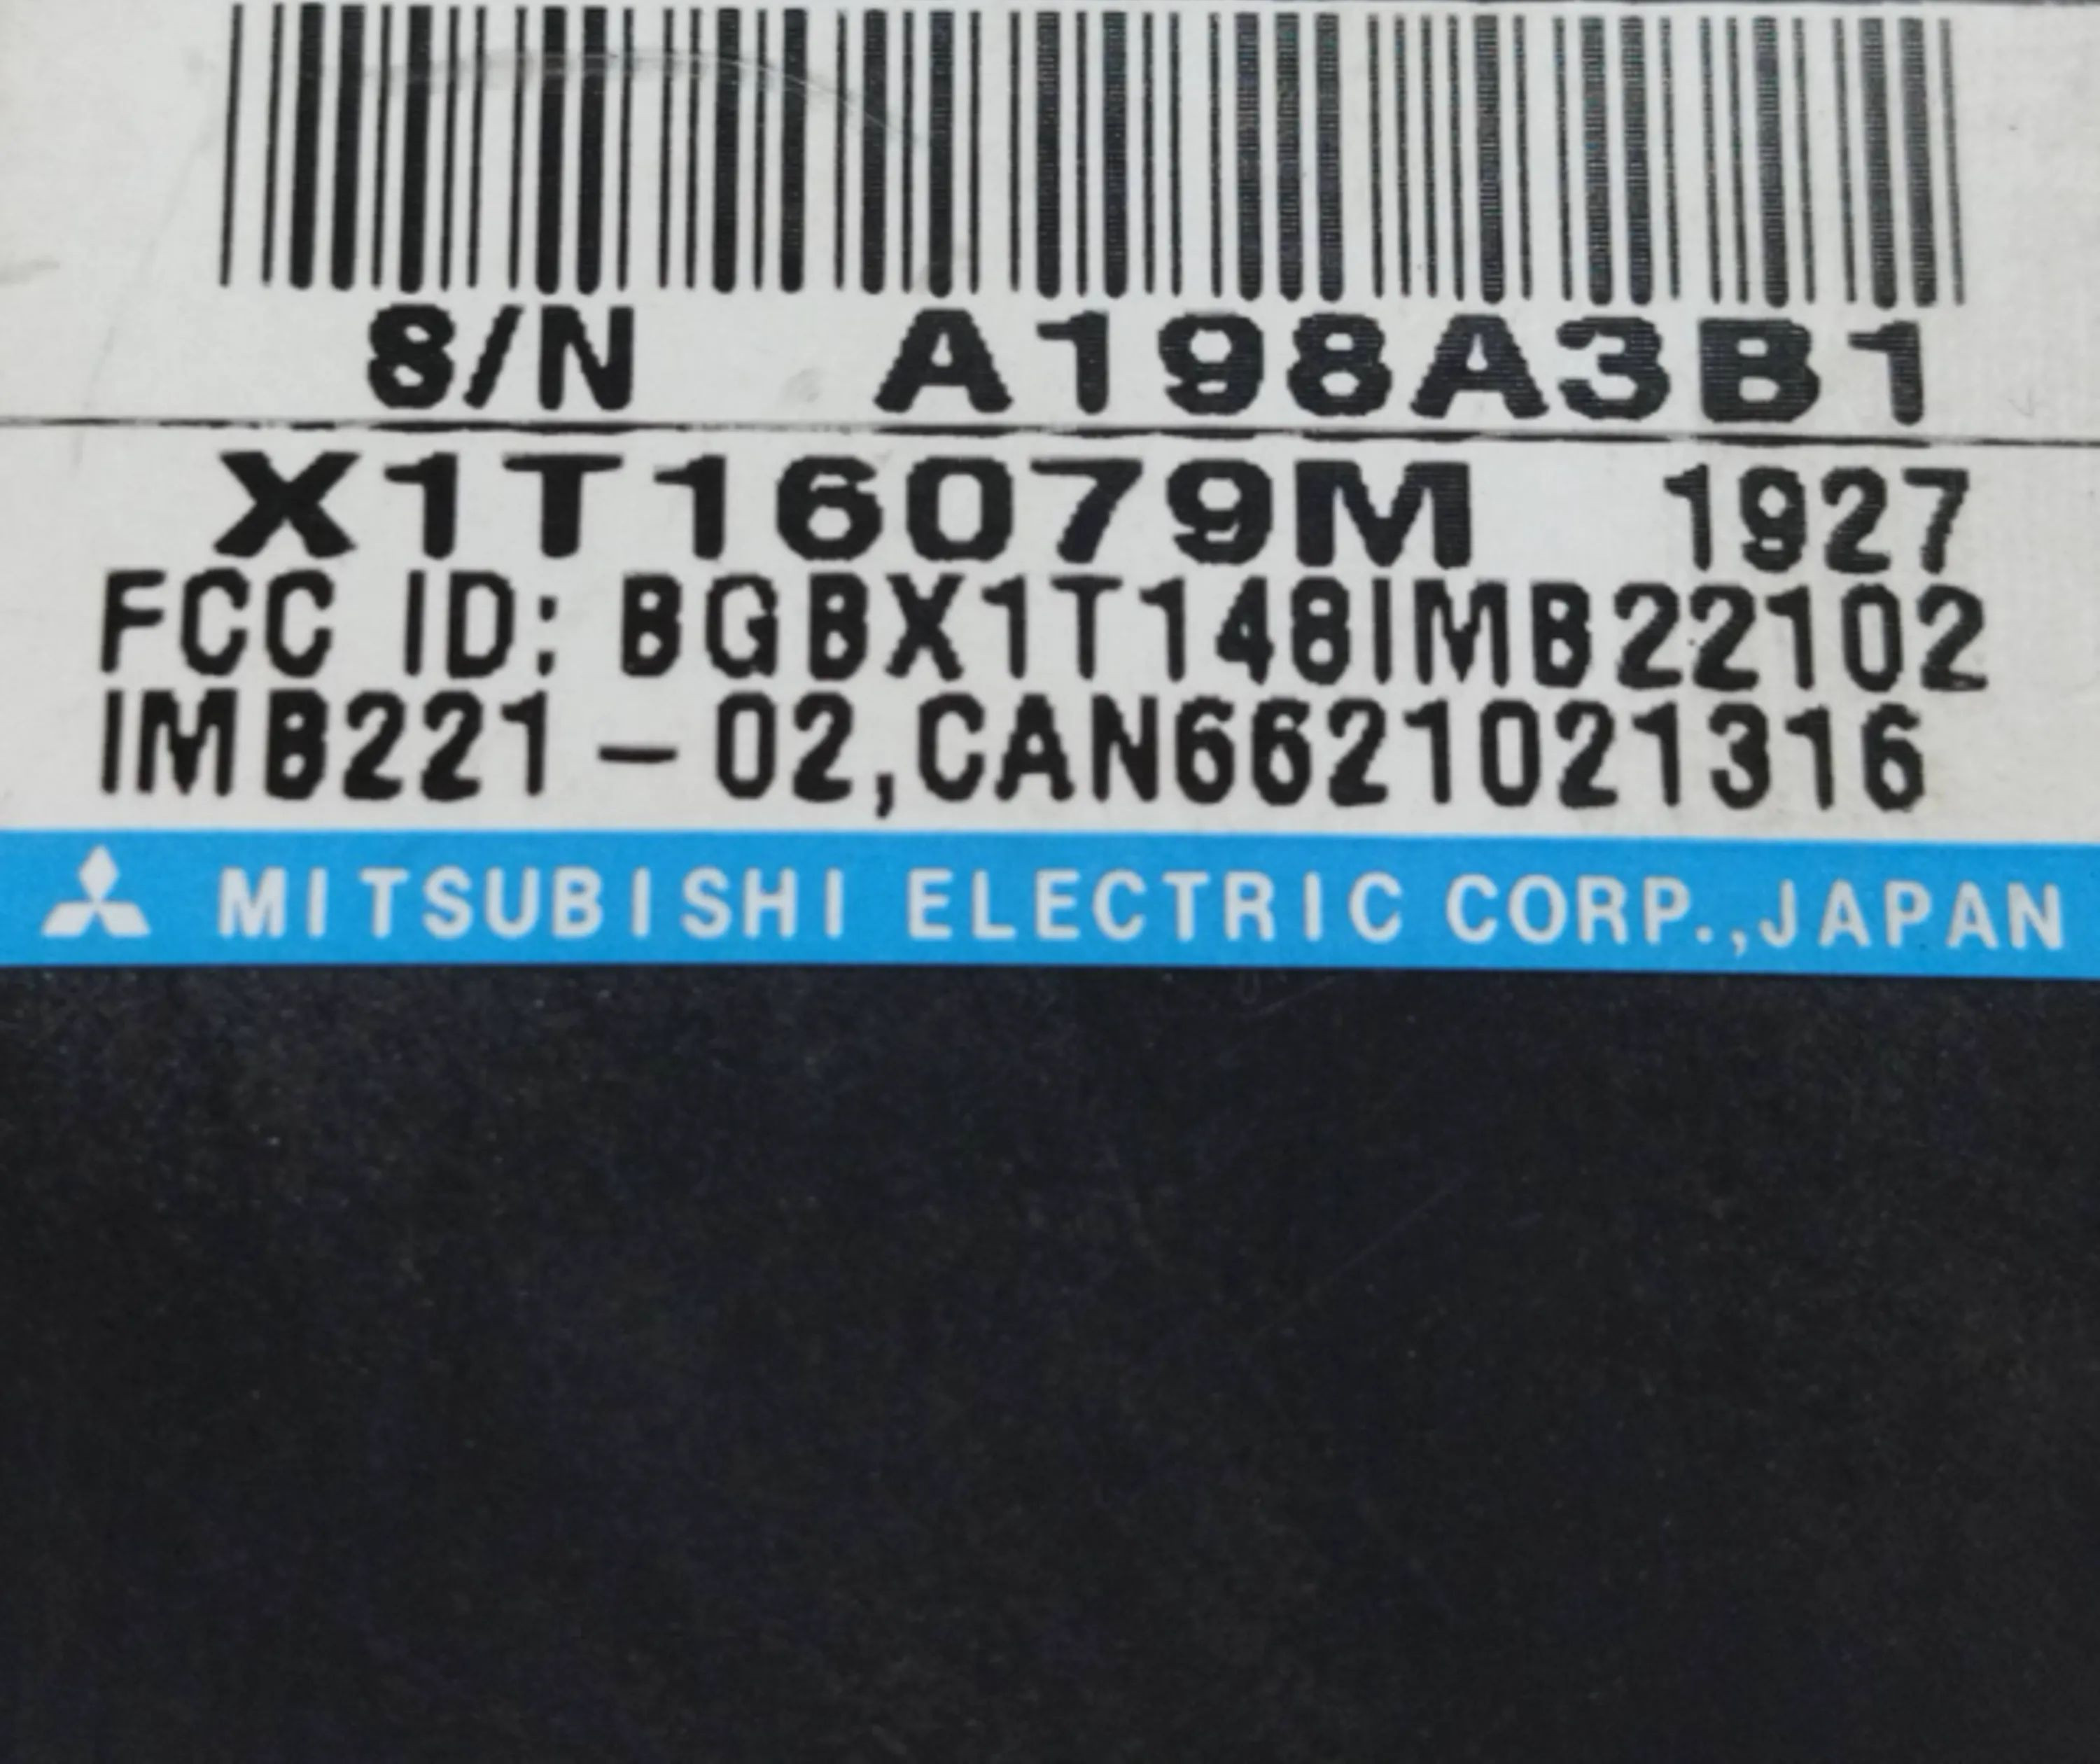 S/N A198A3B1
X1T16079M 1927
FCC ID: BGBX1T148IMB22102
IMB221-02,CAN6621021316
MITSUBISHI ELECTRIC CORP.,JAPAN